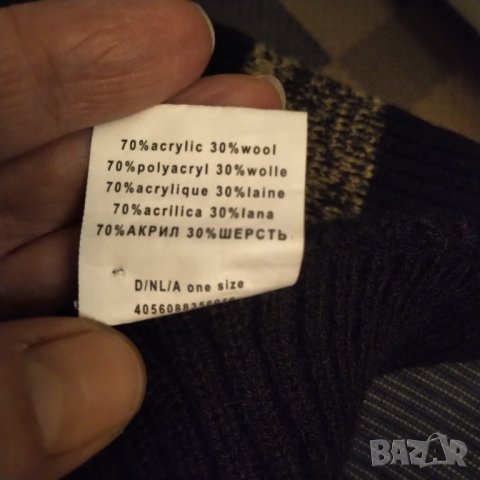 70%acrylic 30%wool
70%polyacryl 30%wolle
70%acrylique 30%laine
70%acrilica 30%lana
70%АКРИЛ 30%ШЕРСТЬ
D/NL/A one size
BAZAR